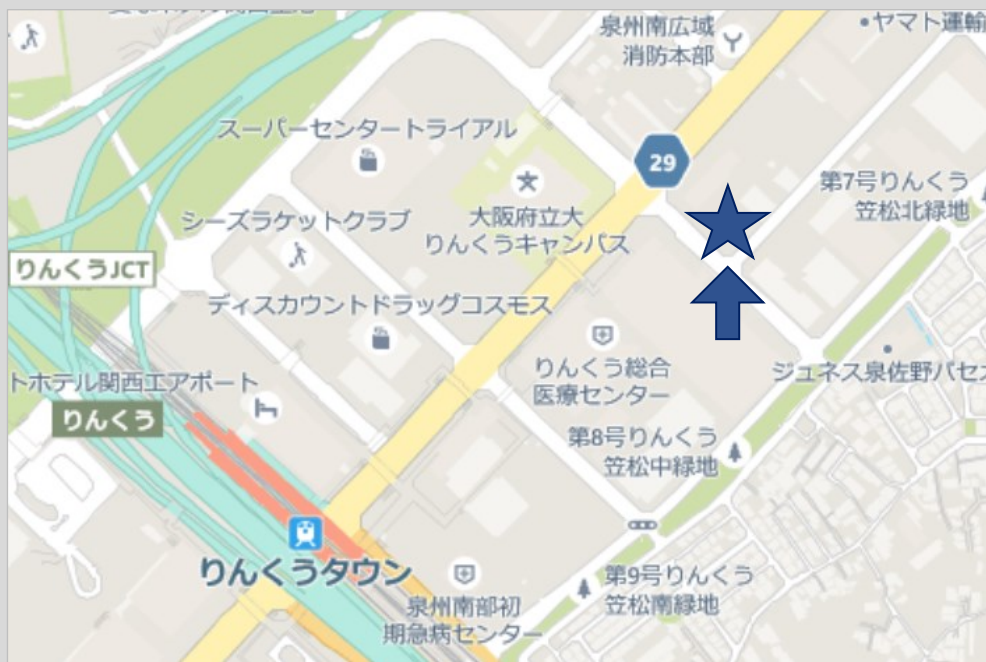 泉州南広域
消防本部
ヤマト運輸
スーパーセンタートライアル
29
第7号りんくう
笠松北緑地
シーズラケットクラブ
大阪府立大
りんくうキャンパス
りんくうJCT
ディスカウントドラッグコスモス
りんくう総合
医療センター
ジュネス泉佐野パセオ
トホテル関西エアポート
りんくう
第8号りんくう
笠松中緑地
りんくうタウン
第9号りんくう
笠松南緑地
泉州南部初
期急病センター